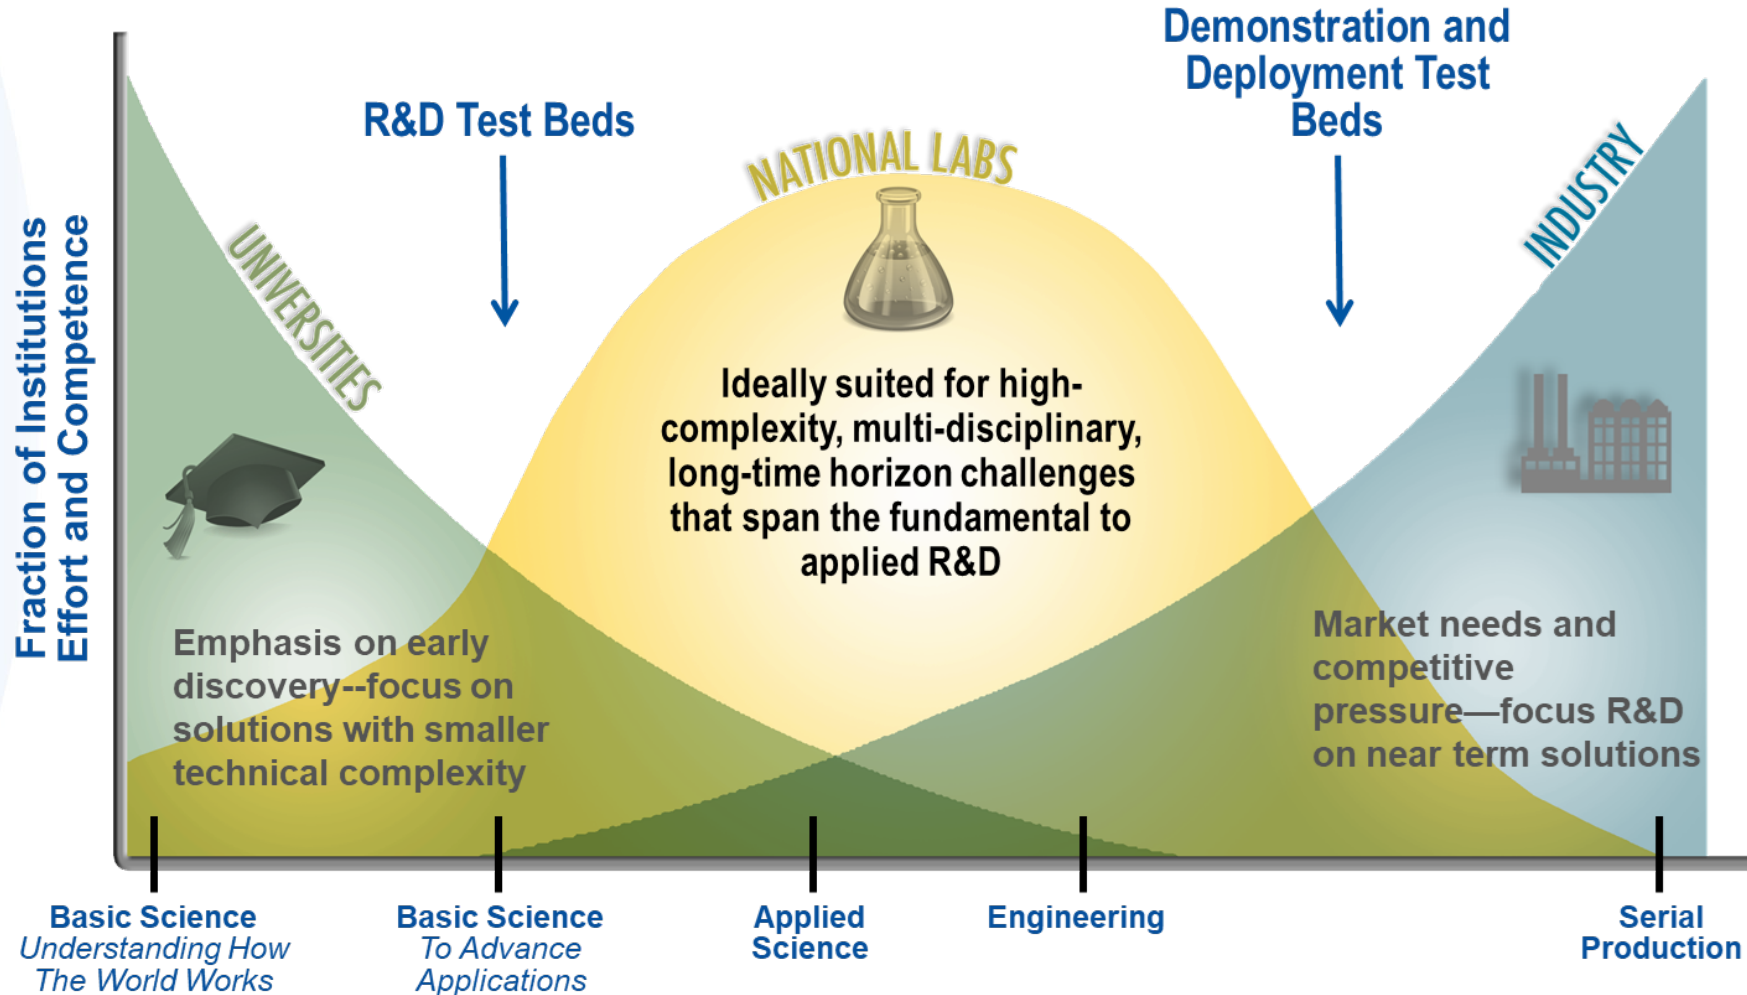 Demonstration and
Deployment Test
Beds
R&D Test Beds
NATIONAL LABS
UNIVERSITIES
INDUSTRY
Fraction of Institutions
Effort and Competence
Ideally suited for high-
complexity, multi-disciplinary,
long-time horizon challenges
that span the fundamental to
applied R&D
Emphasis on early
discovery--focus on
solutions with smaller
technical complexity
Market needs and
competitive
pressure—focus R&D
on near term solutions
Basic Science
Understanding How
The World Works
Basic Science
To Advance
Applications
Applied
Science
Engineering
Serial
Production